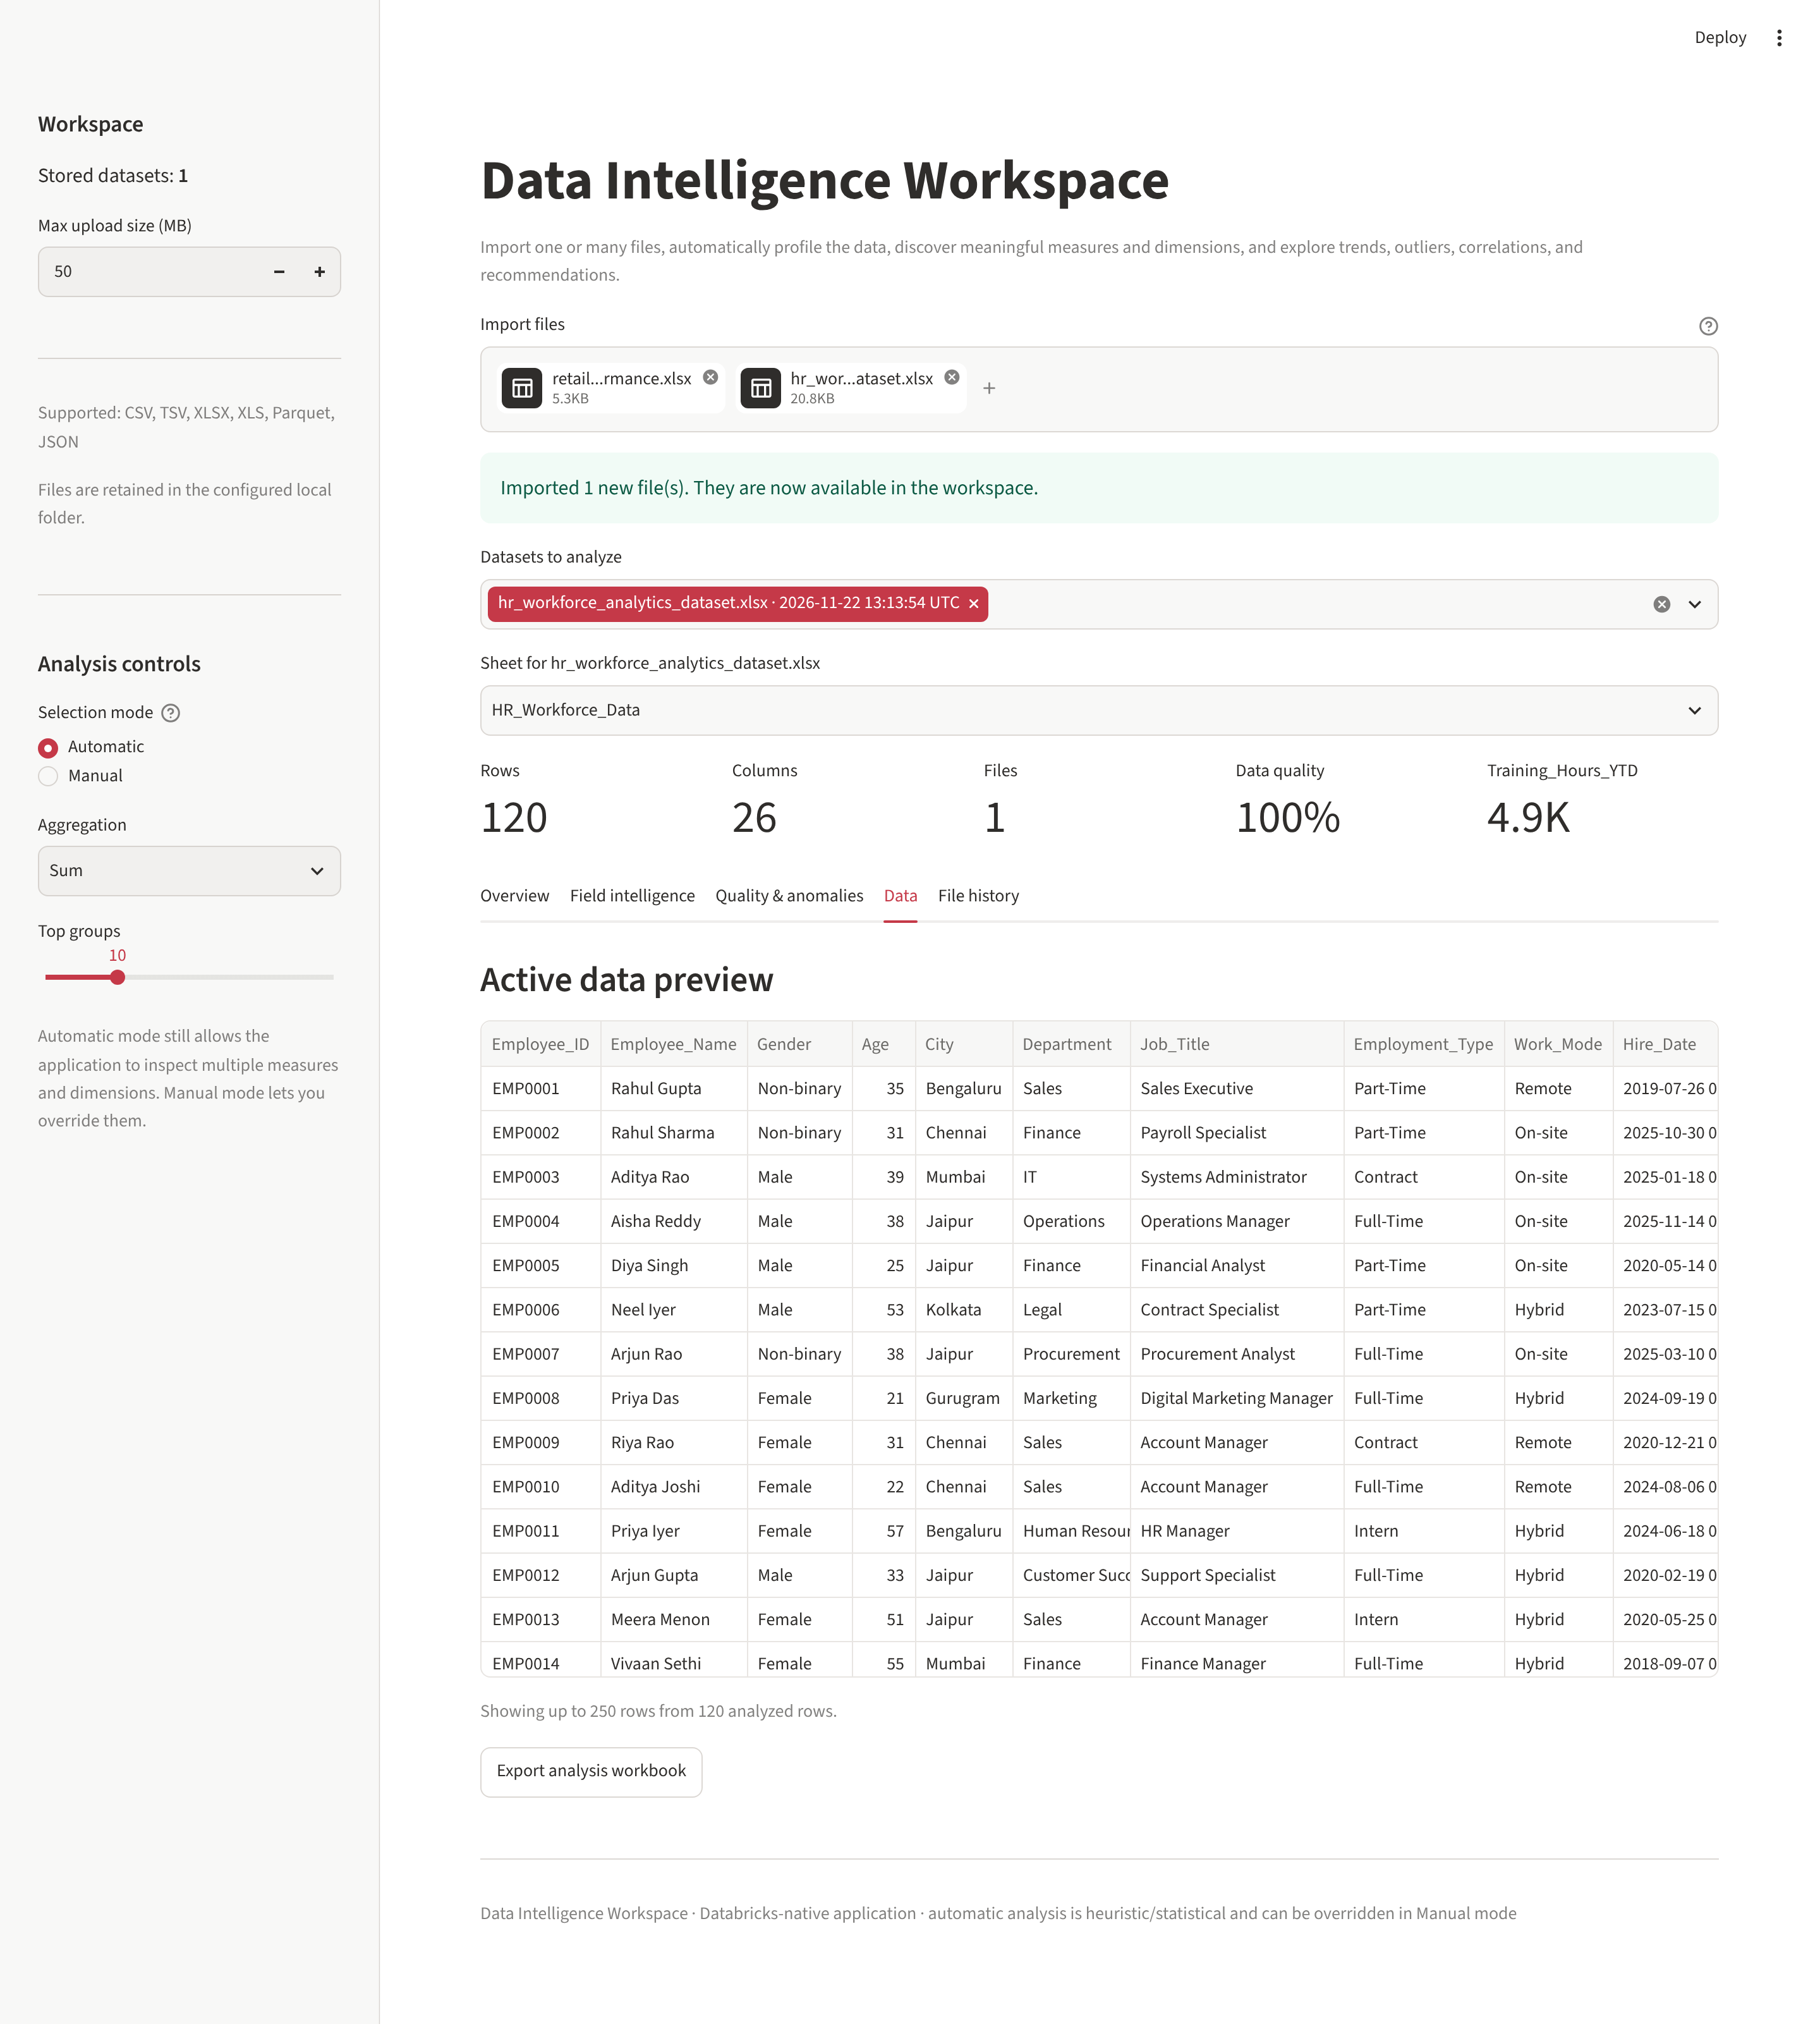 Deploy
Workspace
Stored datasets: 1
Max upload size (MB)
50
Supported: CSV, TSV, XLSX, XLS, Parquet,
JSON
Files are retained in the configured local
folder.
Analysis controls
Selection mode
Automatic
Manual
Aggregation
Sum
Top groups
10
Automatic mode still allows the
application to inspect multiple measures
and dimensions. Manual mode lets you
override them.
Data Intelligence Workspace
Import one or many files, automatically profile the data, discover meaningful measures and dimensions, and explore trends, outliers, correlations, and
recommendations.
Import files
retail...rmance.xlsx
5.3KB
hr_wor...ataset.xlsx
20.8KB
Imported 1 new file(s). They are now available in the workspace.
Datasets to analyze
hr_workforce_analytics_dataset.xlsx · 2026-11-22 13:13:54 UTC
Sheet for hr_workforce_analytics_dataset.xlsx
HR_Workforce_Data
Rows Columns Files Data quality Training_Hours_YTD
120 26 1 100% 4.9K
Overview Field intelligence Quality & anomalies Data File history
Active data preview
Employee_ID Employee_Name Gender Age City Department Job_Title Employment_Type Work_Mode Hire_Date
EMP0001 Rahul Gupta Non-binary 35 Bengaluru Sales Sales Executive Part-Time Remote 2019-07-26 0
EMP0002 Rahul Sharma Non-binary 31 Chennai Finance Payroll Specialist Part-Time On-site 2025-10-30 0
EMP0003 Aditya Rao Male 39 Mumbai IT Systems Administrator Contract On-site 2025-01-18 0
EMP0004 Aisha Reddy Male 38 Jaipur Operations Operations Manager Full-Time On-site 2025-11-14 0
EMP0005 Diya Singh Male 25 Jaipur Finance Financial Analyst Part-Time On-site 2020-05-14 0
EMP0006 Neel Iyer Male 53 Kolkata Legal Contract Specialist Part-Time Hybrid 2023-07-15 0
EMP0007 Arjun Rao Non-binary 38 Jaipur Procurement Procurement Analyst Full-Time On-site 2025-03-10 0
EMP0008 Priya Das Female 21 Gurugram Marketing Digital Marketing Manager Full-Time Hybrid 2024-09-19 0
EMP0009 Riya Rao Female 31 Chennai Sales Account Manager Contract Remote 2020-12-21 0
EMP0010 Aditya Joshi Female 22 Chennai Sales Account Manager Full-Time Remote 2024-08-06 0
EMP0011 Priya Iyer Female 57 Bengaluru Human Resour HR Manager Intern Hybrid 2024-06-18 0
EMP0012 Arjun Gupta Male 33 Jaipur Customer Succ Support Specialist Full-Time Hybrid 2020-02-19 0
EMP0013 Meera Menon Female 51 Jaipur Sales Account Manager Intern Hybrid 2020-05-25 0
EMP0014 Vivaan Sethi Female 55 Mumbai Finance Finance Manager Full-Time Hybrid 2018-09-07 0
Showing up to 250 rows from 120 analyzed rows.
Export analysis workbook
Data Intelligence Workspace · Databricks-native application · automatic analysis is heuristic/statistical and can be overridden in Manual mode